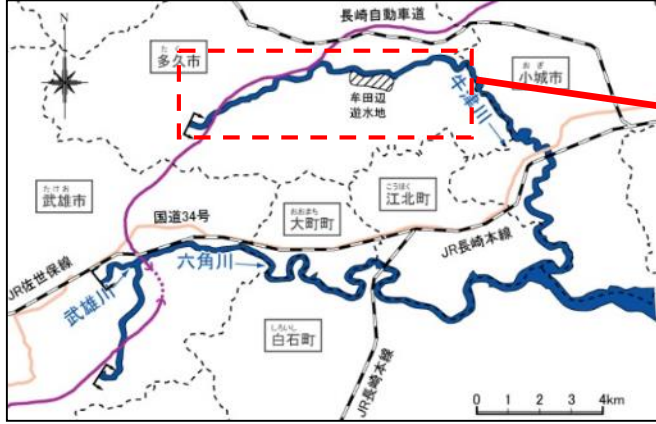 N
長崎自動車道
たく
多久市
おぎ
小城市
牟田辺
遊水地
牛津川
こうほく
江北町
たけお
武雄市
おおまち
大町町
国道34号
JR長崎本線
JR佐世保線
六角川
武雄川
しろいし
白石町
JR長崎本線
0 1 2 3 4km